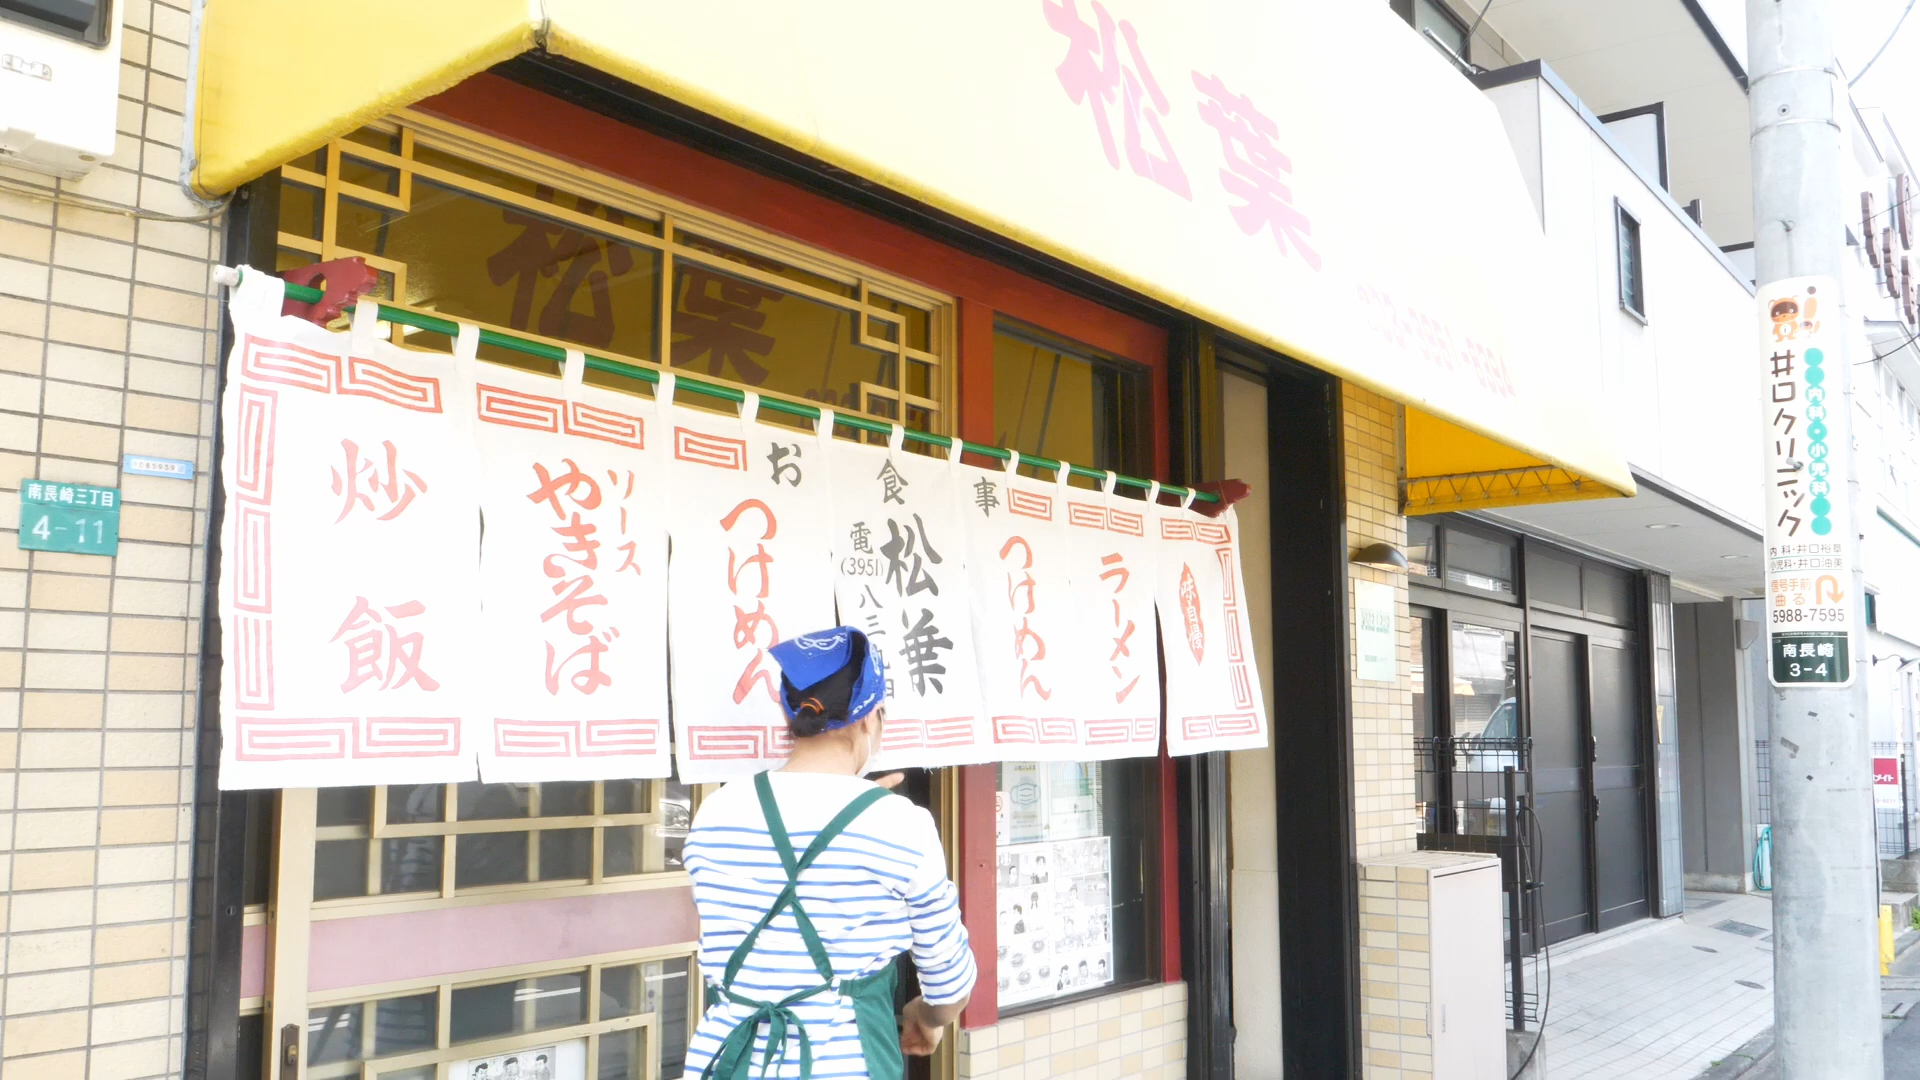 松葉
松葉
炒飯
ソース
やきそば
お食事
つけめん
松葉
電(3951)八三
つけめん
ラーメン
味自慢
南長崎三丁目
4-11
井口クリニック
内科 小児科
内科・井口裕章
小児科・井口油美
信号手前
曲る
5988-7595
南長崎
3-4